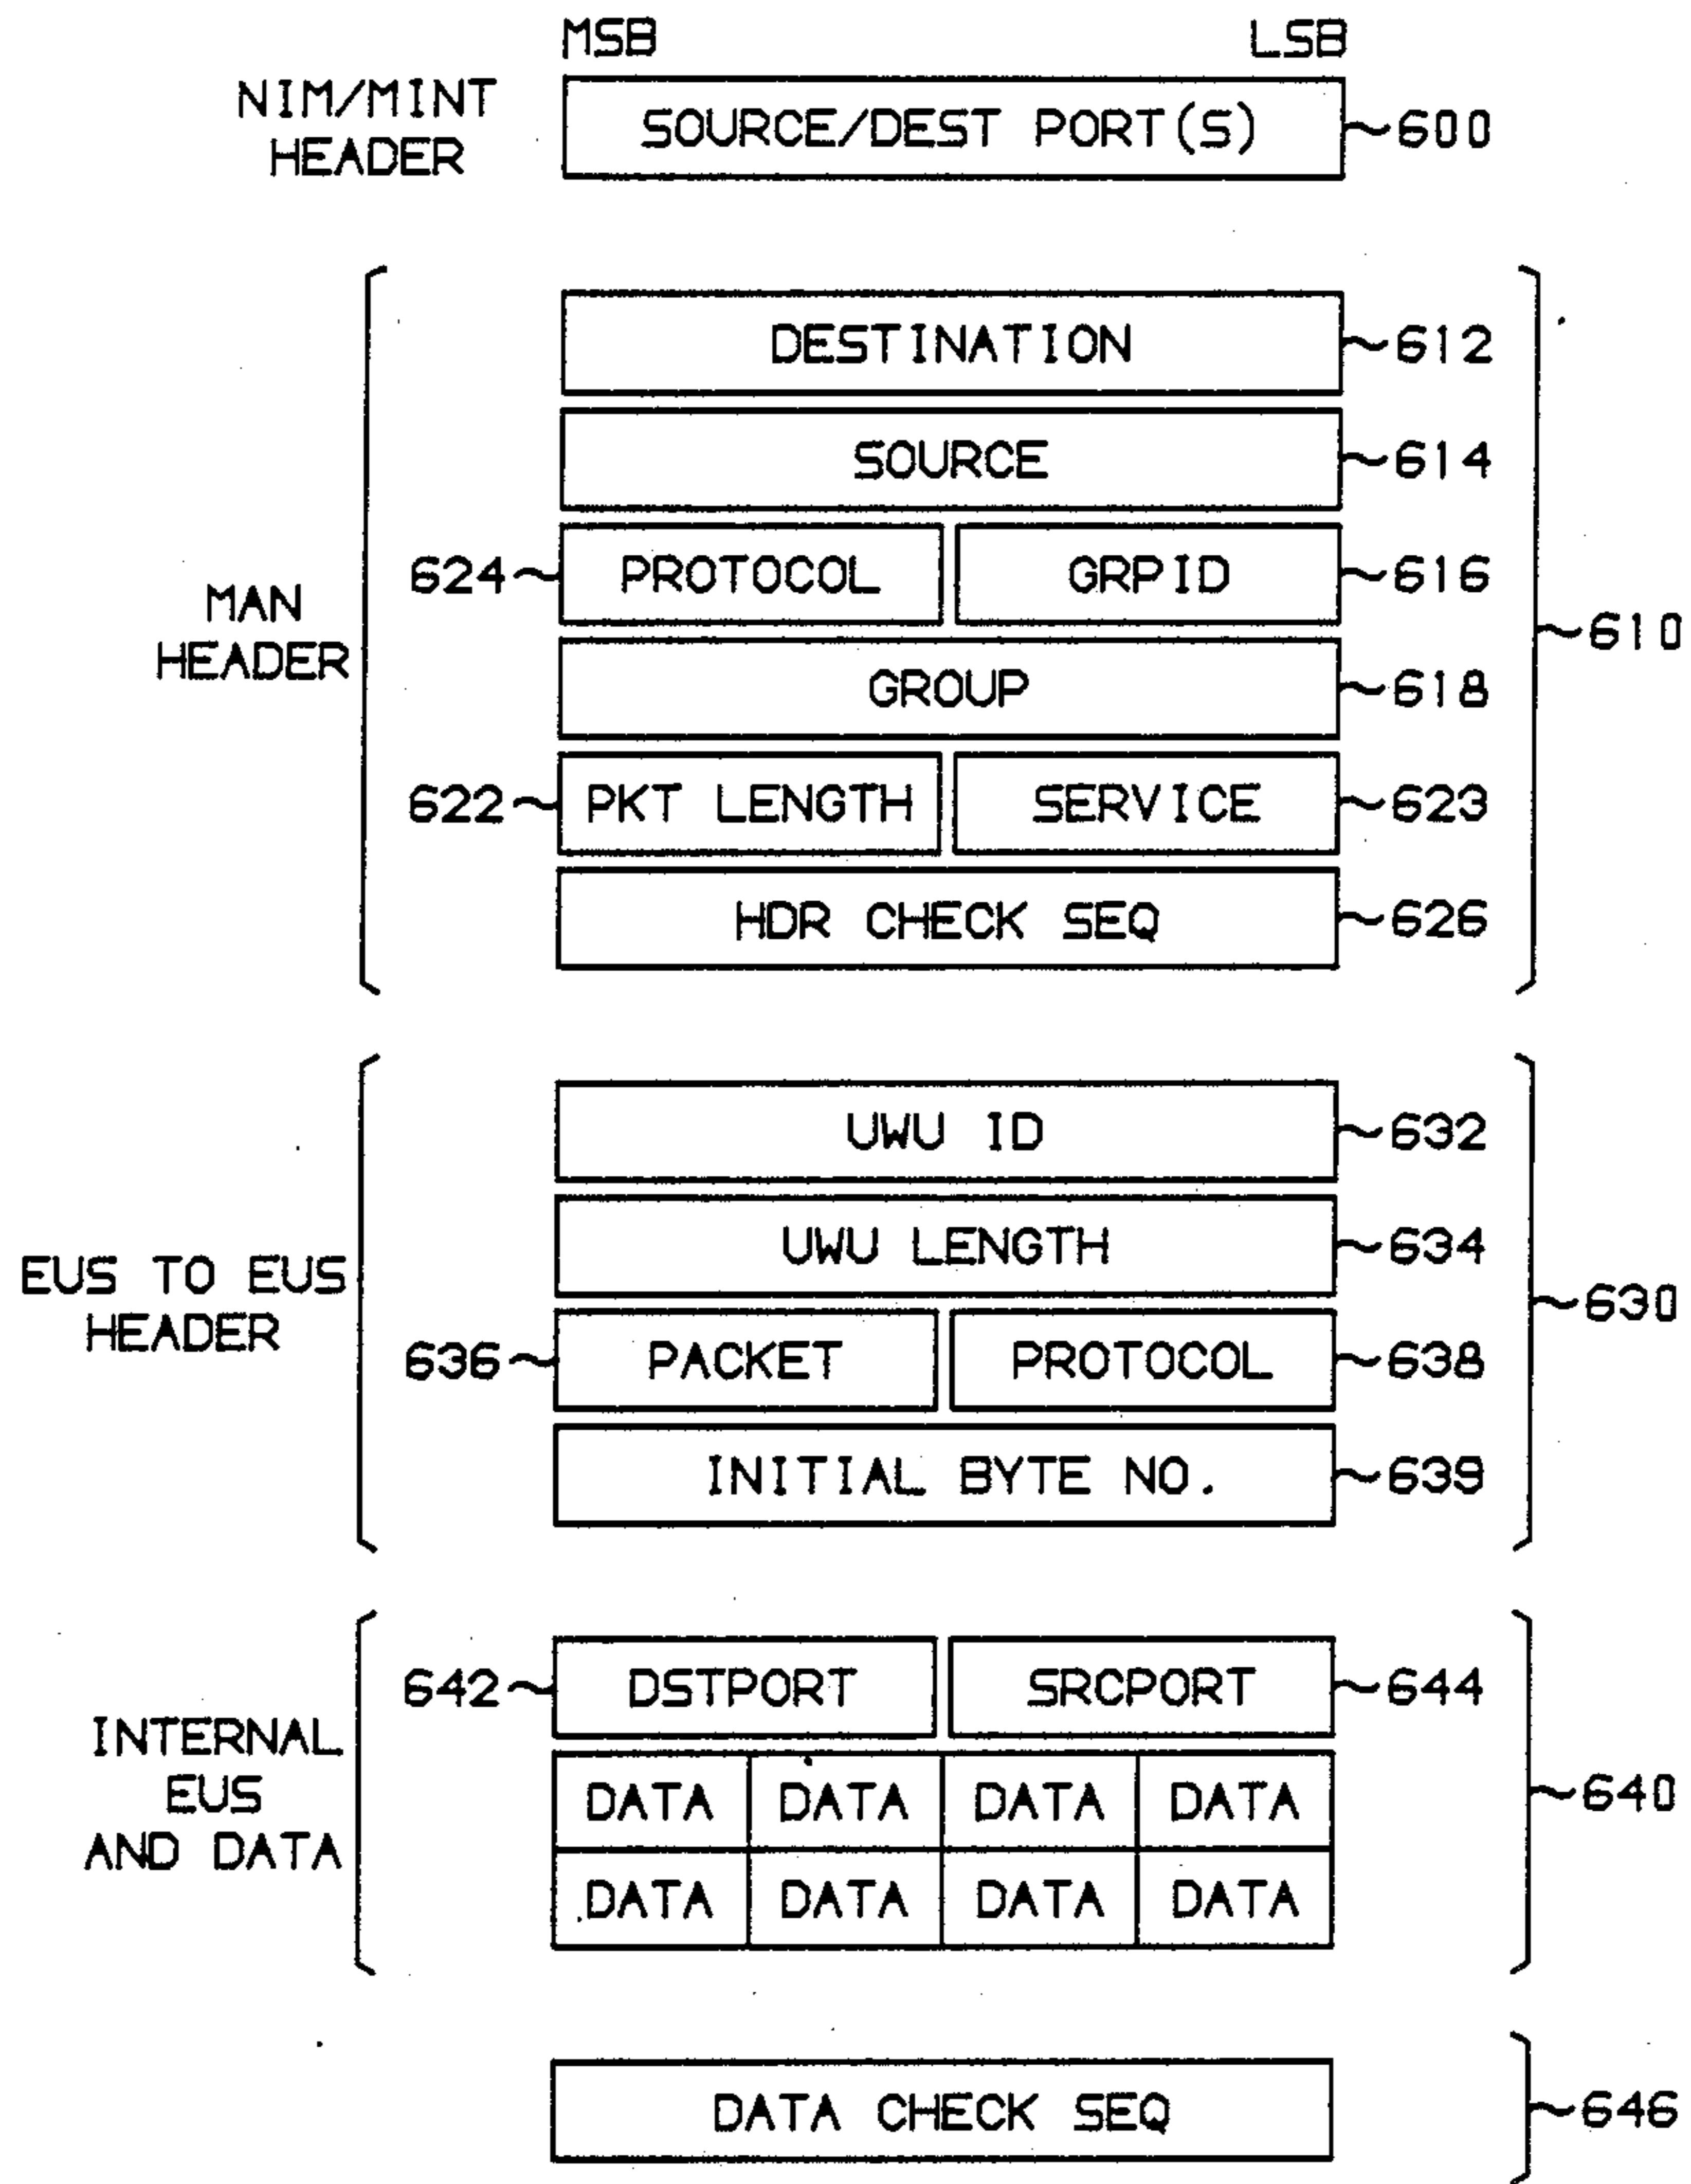 MSB LSB
NIM/MINT
HEADER
SOURCE/DEST PORT(S) 600
MAN
HEADER
610
DESTINATION 612
SOURCE 614
624 PROTOCOL GRPID 616
GROUP 618
622 PKT LENGTH SERVICE 623
HDR CHECK SEQ 626
EUS TO EUS
HEADER
630
UWU ID 632
UWU LENGTH 634
636 PACKET PROTOCOL 638
INITIAL BYTE NO. 639
INTERNAL
EUS
AND DATA
640
642 DSTPORT SRCPORT 644
DATA DATA DATA DATA
DATA DATA DATA DATA
DATA CHECK SEQ 646